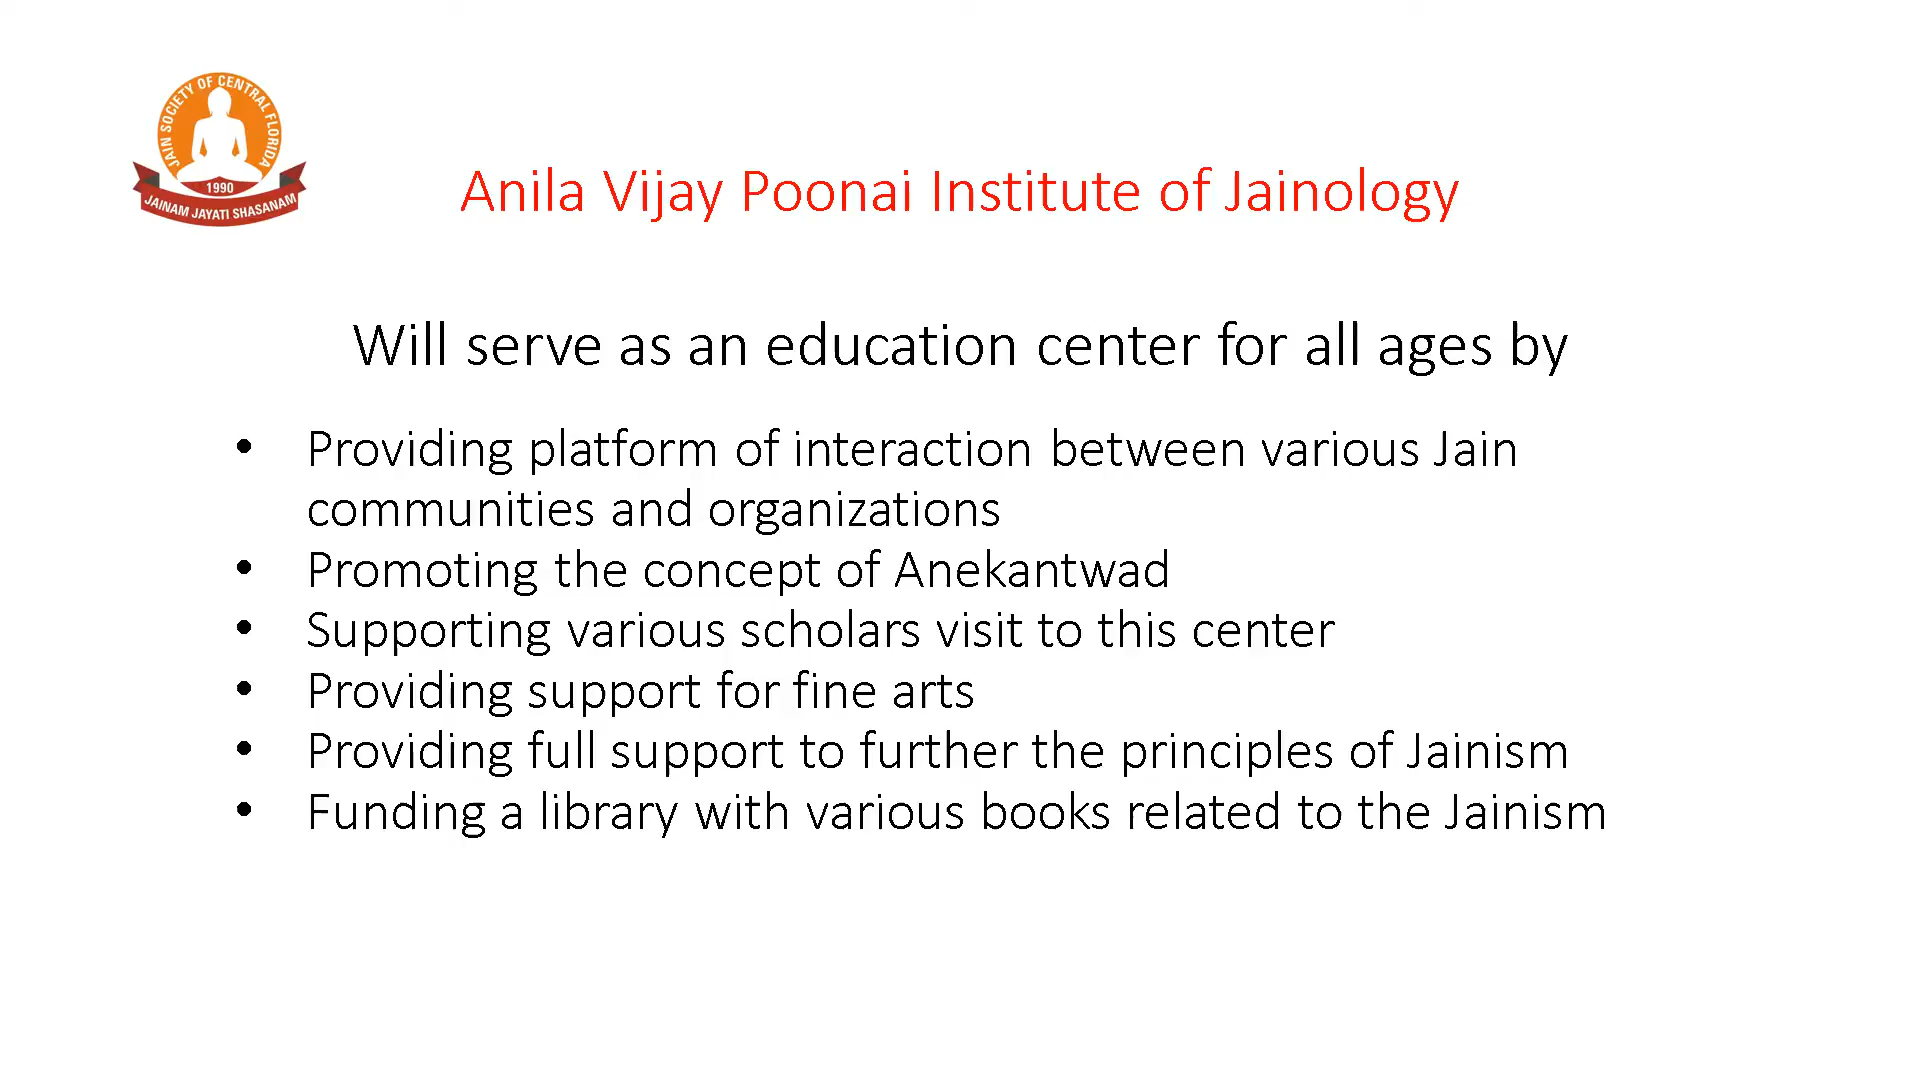 JAIN SOCIETY OF CENTRAL FLORIDA
1990
JAINAM JAYATI SHASANAM
Anila Vijay Poonai Institute of Jainology
Will serve as an education center for all ages by
• Providing platform of interaction between various Jain
communities and organizations
• Promoting the concept of Anekantwad
• Supporting various scholars visit to this center
• Providing support for fine arts
• Providing full support to further the principles of Jainism
• Funding a library with various books related to the Jainism